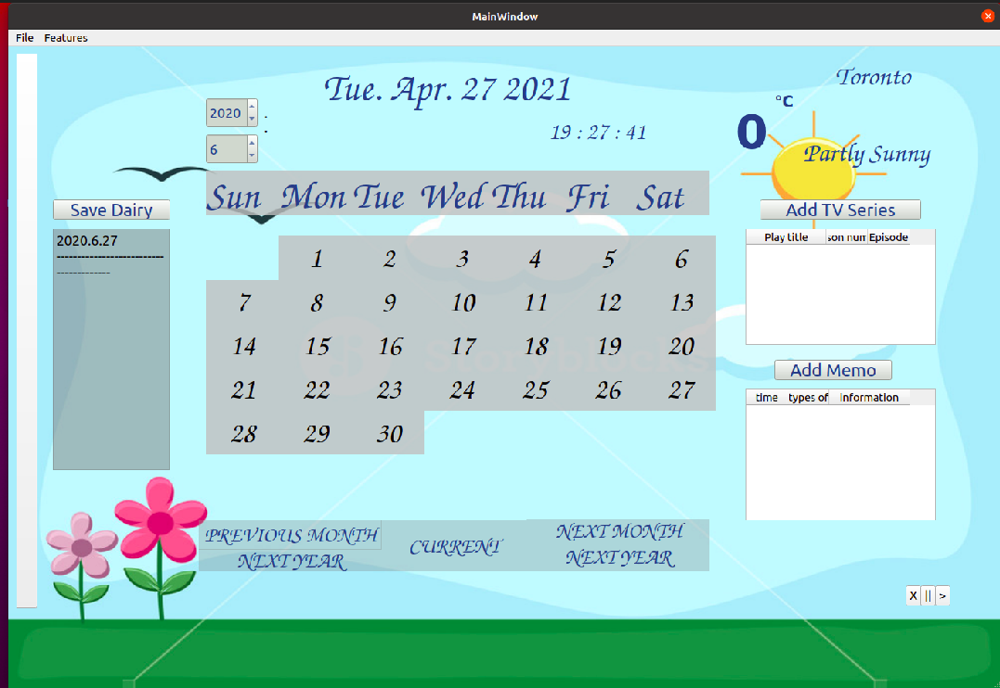 MainWindow
File Features
Tue. Apr. 27 2021
19 : 27 : 41
2020 .
6 .
Toronto
°C
0
Partly Sunny
Save Dairy
2020.6.27
---------------------------
-------------
Sun Mon Tue Wed Thu Fri Sat
1 2 3 4 5 6
7 8 9 10 11 12 13
14 15 16 17 18 19 20
21 22 23 24 25 26 27
28 29 30
PREVIOUS MONTH
NEXT YEAR
CURRENT
NEXT MONTH
NEXT YEAR
Add TV Series
Play title son num Episode
Add Memo
time types of information
X || >